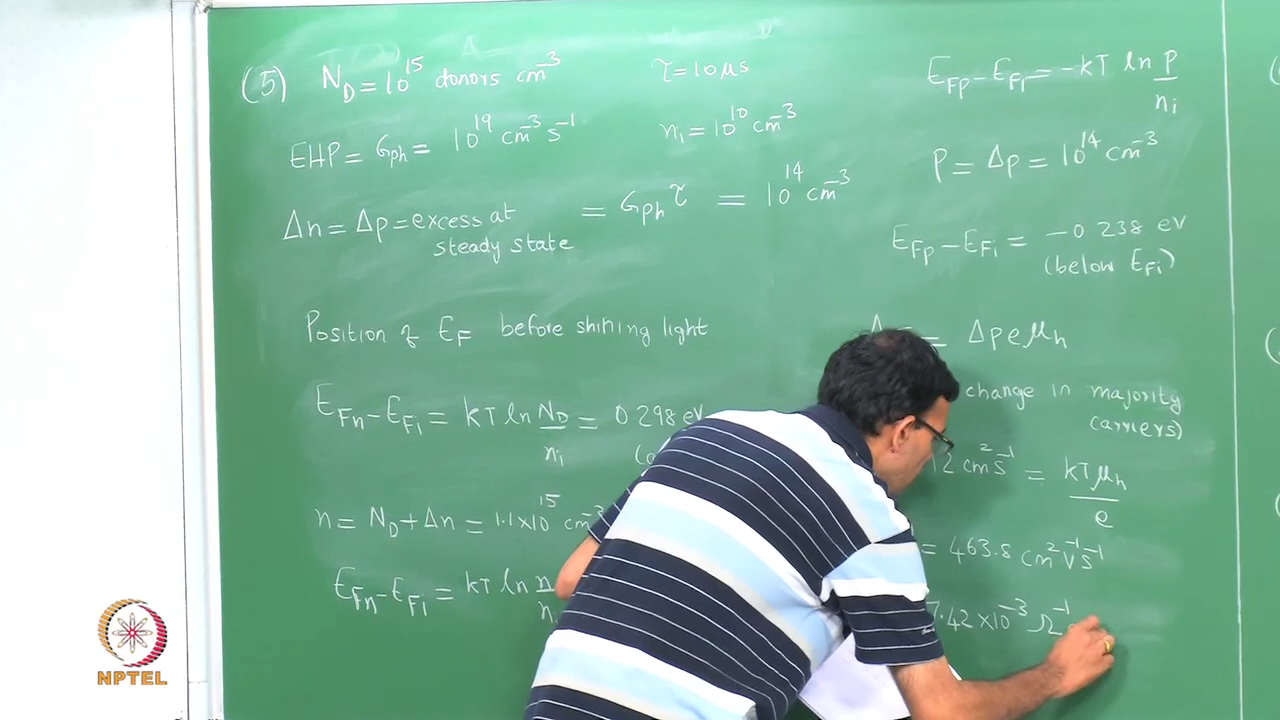 (5) N_D = 10^15 donors cm^-3
τ = 10 μs
EHP = G_ph = 10^19 cm^-3 s^-1
n_i = 10^10 cm^-3
Δn = Δp = excess at = G_ph τ = 10^14 cm^-3
steady state
Position of E_F before shining light
E_Fn - E_Fi = kT ln N_D/n_i = 0.298 eV
n = N_D + Δn = 1.1×10^15 cm^-3
E_Fn - E_Fi = kT ln n/n
E_Fp - E_Fi = -kT ln p/n_i
P = Δp = 10^14 cm^-3
E_Fp - E_Fi = -0.238 eV
(below E_Fi)
= Δp e μ_h
change in majority
carriers)
12 cm^2 s^-1 = kTμ_h/e
= 463.8 cm^2 V^-1 s^-1
7.42×10^-3 Ω^-1
NPTEL